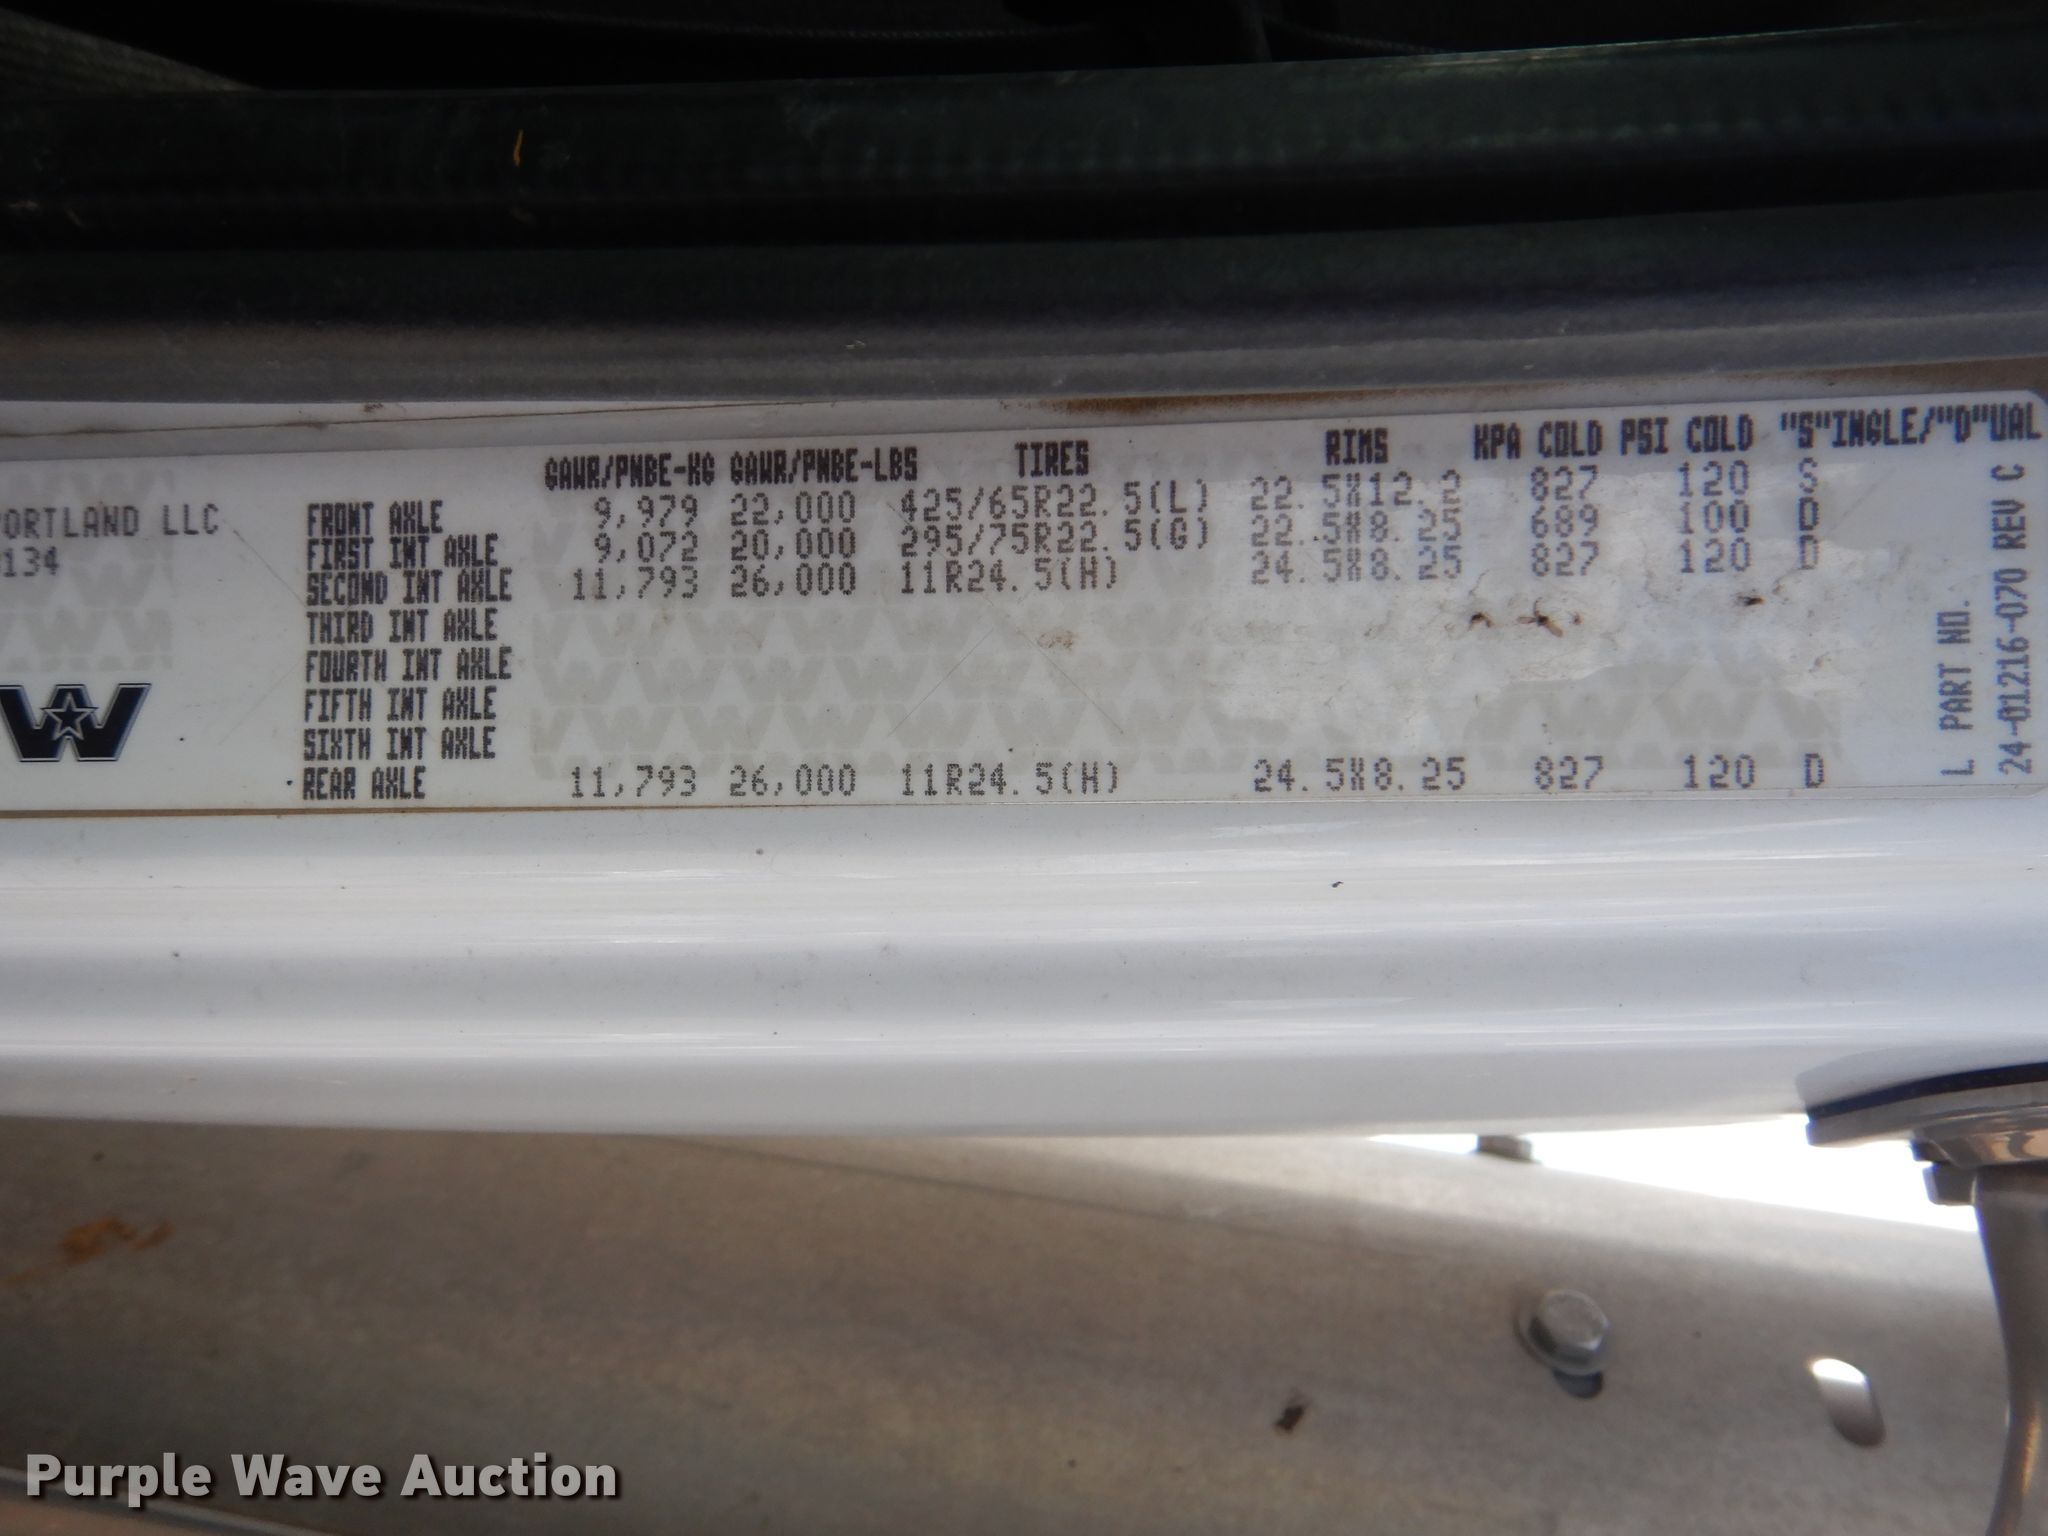 GAWR/PNBE-KG GAWR/PNBE-LBS TIRES RIMS KPA COLD PSI COLD "S"INGLE/"D"UAL
PORTLAND LLC
134
FRONT AXLE 9,979 22,000 425/65R22.5(L) 22.5X12.2 827 120 S
FIRST INT AXLE 9,072 20,000 295/75R22.5(G) 22.5X8.25 689 100 D
SECOND INT AXLE 11,793 26,000 11R24.5(H) 24.5X8.25 827 120 D
THIRD INT AXLE
FOURTH INT AXLE
FIFTH INT AXLE
SIXTH INT AXLE
REAR AXLE 11,793 26,000 11R24.5(H) 24.5X8.25 827 120 D
L PART NO.
24-01216-070 REV C
W
Purple Wave Auction